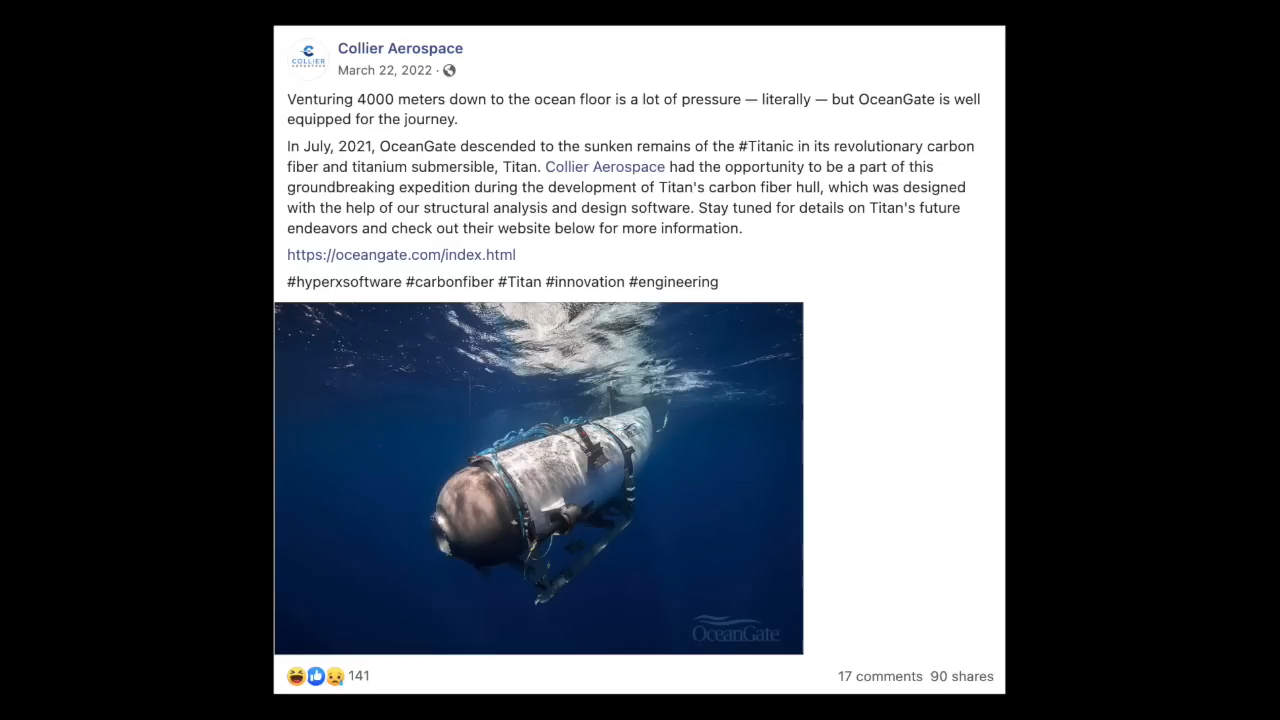 COLLIER
Collier Aerospace
March 22, 2022 ·
Venturing 4000 meters down to the ocean floor is a lot of pressure — literally — but OceanGate is well
equipped for the journey.
In July, 2021, OceanGate descended to the sunken remains of the #Titanic in its revolutionary carbon
fiber and titanium submersible, Titan. Collier Aerospace had the opportunity to be a part of this
groundbreaking expedition during the development of Titan's carbon fiber hull, which was designed
with the help of our structural analysis and design software. Stay tuned for details on Titan's future
endeavors and check out their website below for more information.
https://oceangate.com/index.html
#hyperxsoftware #carbonfiber #Titan #innovation #engineering
OceanGate
141
17 comments 90 shares